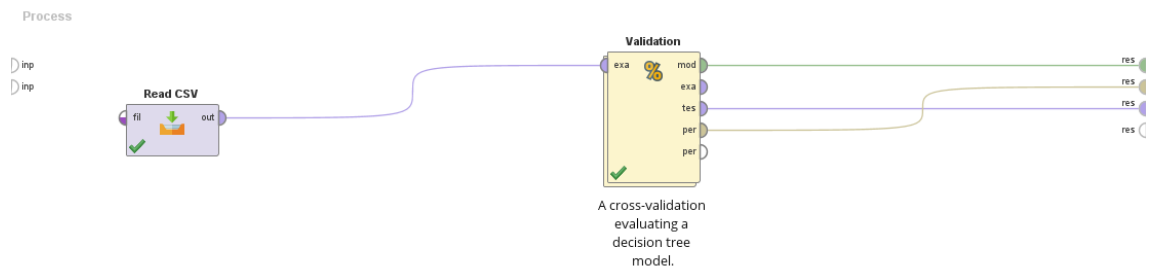 Process
Validation
inp
exa
mod
res
inp
exa
res
Read CSV
tes
res
fil
out
per
res
per
A cross-validation
evaluating a
decision tree
model.